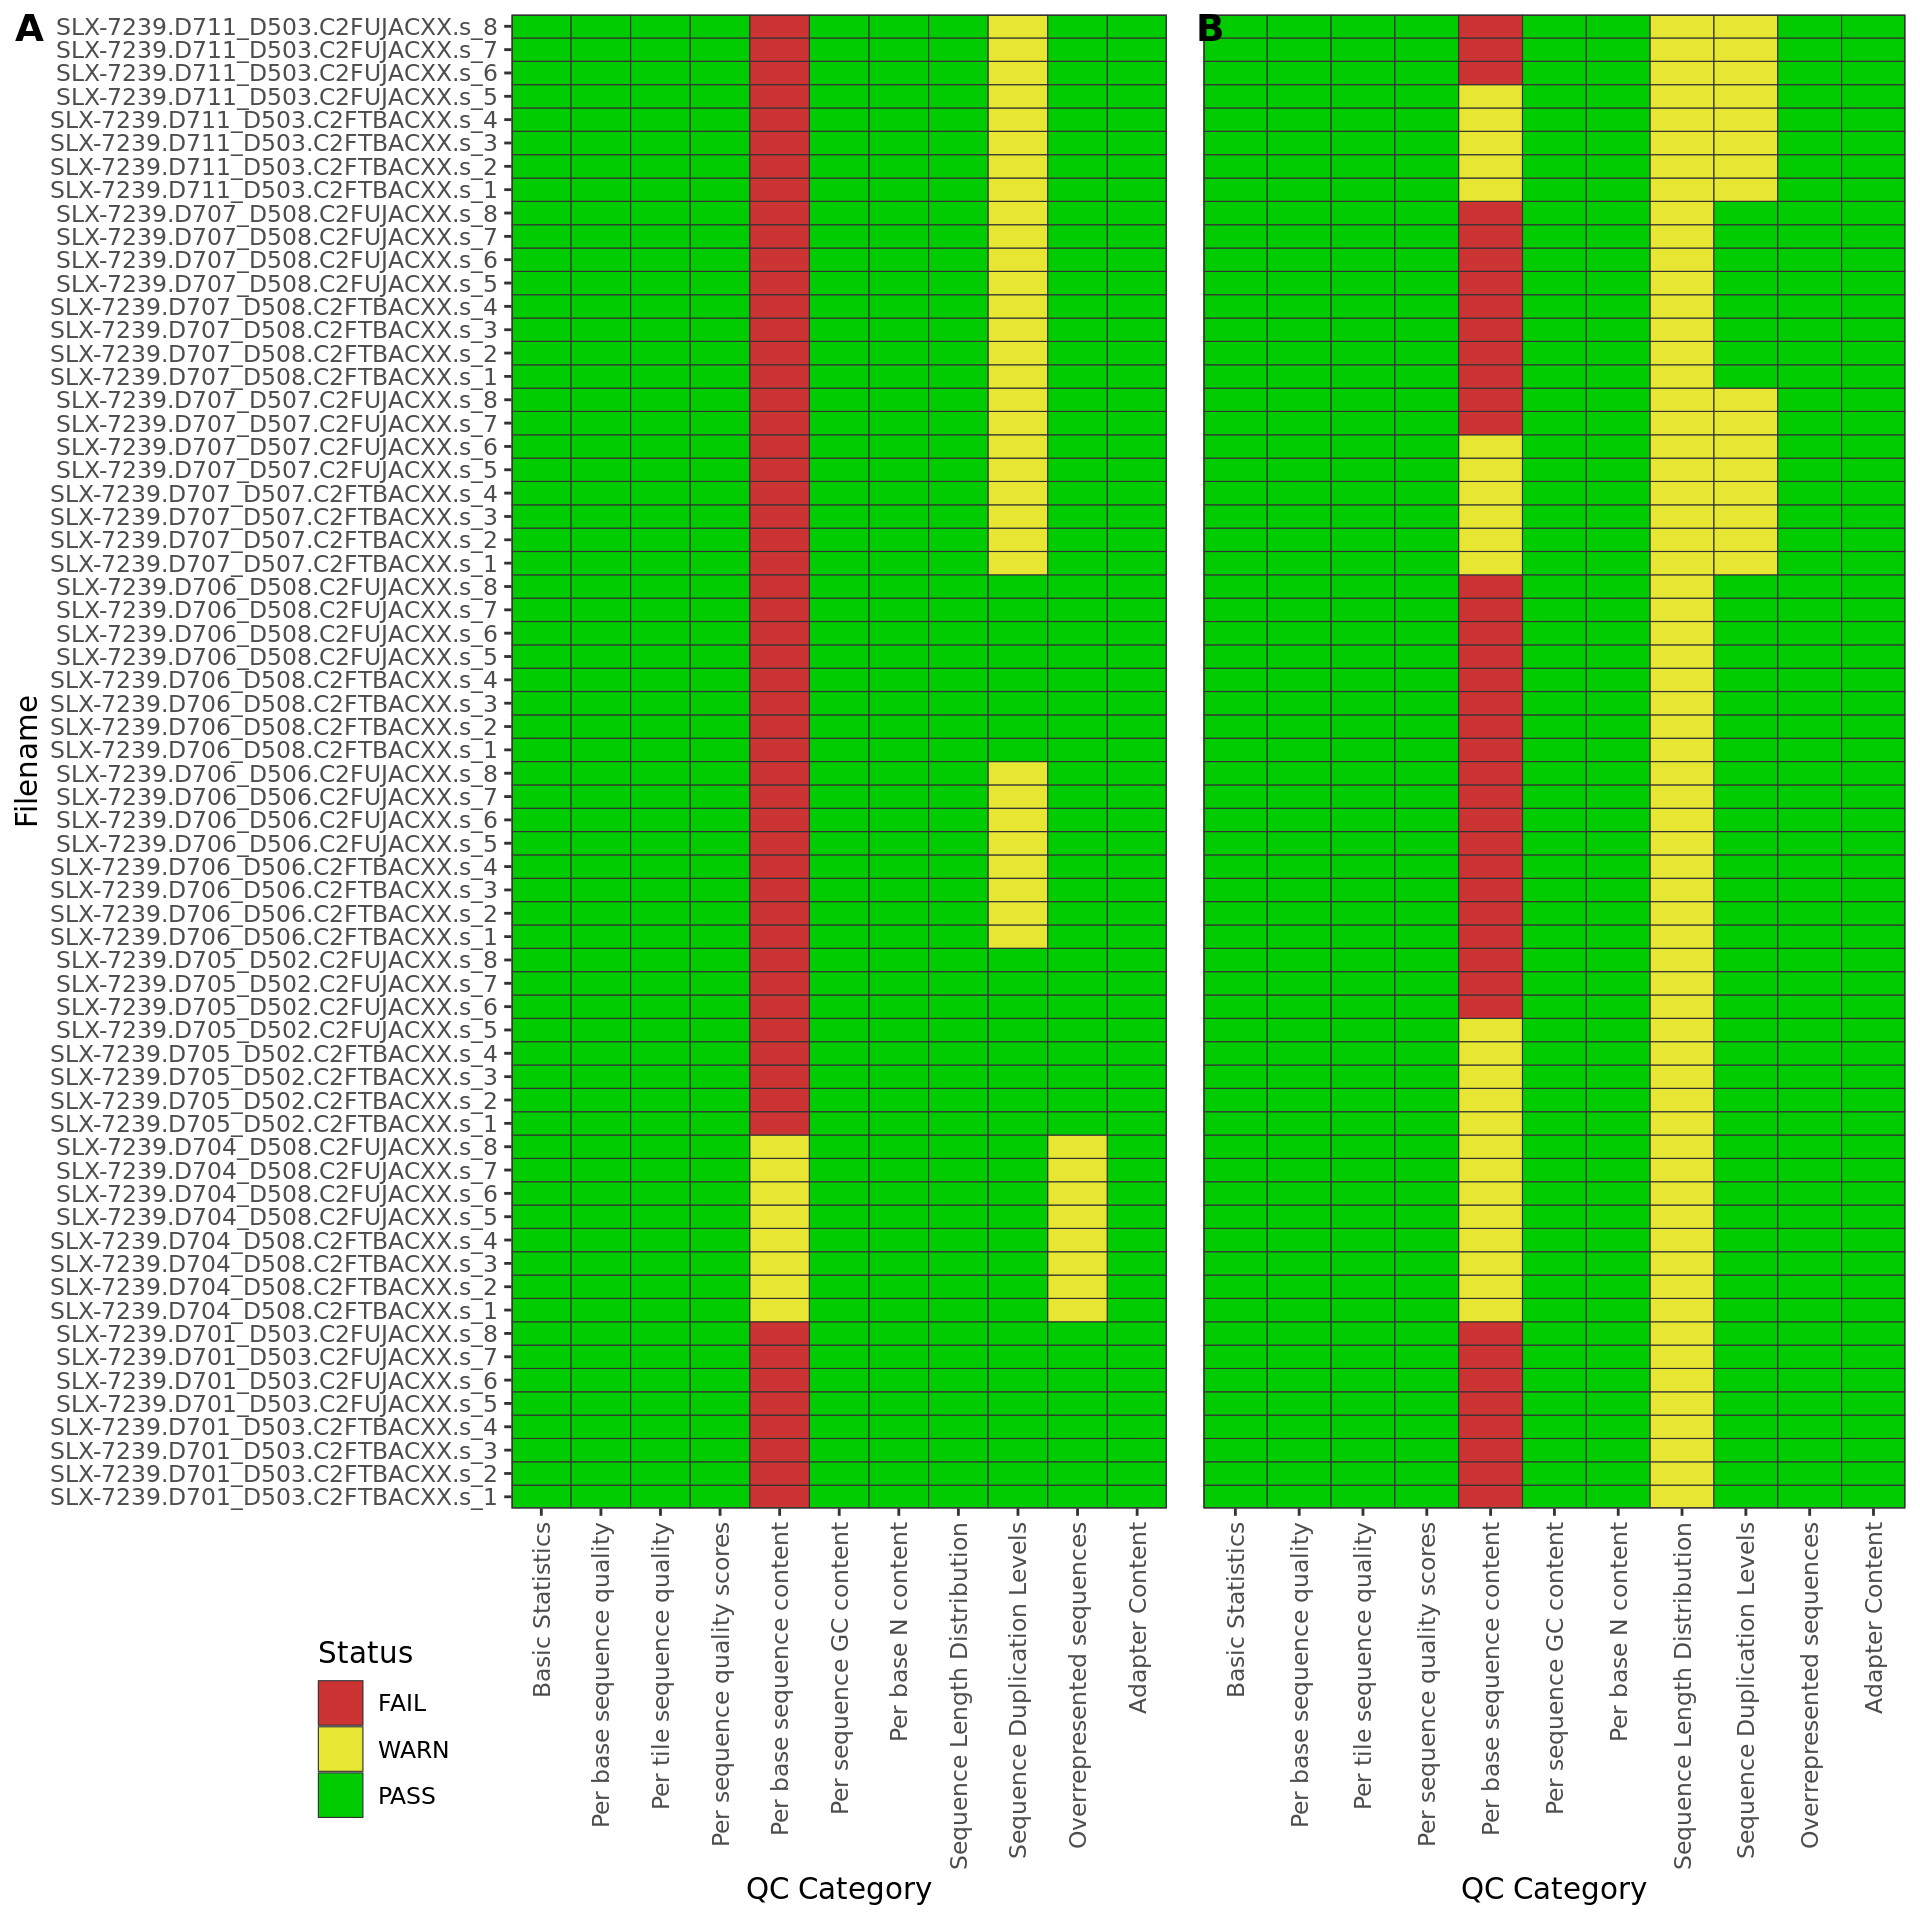 A
B
SLX-7239.D711_D503.C2FUJACXX.s_8
SLX-7239.D711_D503.C2FUJACXX.s_7
SLX-7239.D711_D503.C2FUJACXX.s_6
SLX-7239.D711_D503.C2FUJACXX.s_5
SLX-7239.D711_D503.C2FTBACXX.s_4
SLX-7239.D711_D503.C2FTBACXX.s_3
SLX-7239.D711_D503.C2FTBACXX.s_2
SLX-7239.D711_D503.C2FTBACXX.s_1
SLX-7239.D707_D508.C2FUJACXX.s_8
SLX-7239.D707_D508.C2FUJACXX.s_7
SLX-7239.D707_D508.C2FUJACXX.s_6
SLX-7239.D707_D508.C2FUJACXX.s_5
SLX-7239.D707_D508.C2FTBACXX.s_4
SLX-7239.D707_D508.C2FTBACXX.s_3
SLX-7239.D707_D508.C2FTBACXX.s_2
SLX-7239.D707_D508.C2FTBACXX.s_1
SLX-7239.D707_D507.C2FUJACXX.s_8
SLX-7239.D707_D507.C2FUJACXX.s_7
SLX-7239.D707_D507.C2FUJACXX.s_6
SLX-7239.D707_D507.C2FUJACXX.s_5
SLX-7239.D707_D507.C2FTBACXX.s_4
SLX-7239.D707_D507.C2FTBACXX.s_3
SLX-7239.D707_D507.C2FTBACXX.s_2
SLX-7239.D707_D507.C2FTBACXX.s_1
SLX-7239.D706_D508.C2FUJACXX.s_8
SLX-7239.D706_D508.C2FUJACXX.s_7
SLX-7239.D706_D508.C2FUJACXX.s_6
SLX-7239.D706_D508.C2FUJACXX.s_5
SLX-7239.D706_D508.C2FTBACXX.s_4
SLX-7239.D706_D508.C2FTBACXX.s_3
SLX-7239.D706_D508.C2FTBACXX.s_2
SLX-7239.D706_D508.C2FTBACXX.s_1
SLX-7239.D706_D506.C2FUJACXX.s_8
SLX-7239.D706_D506.C2FUJACXX.s_7
SLX-7239.D706_D506.C2FUJACXX.s_6
SLX-7239.D706_D506.C2FUJACXX.s_5
SLX-7239.D706_D506.C2FTBACXX.s_4
SLX-7239.D706_D506.C2FTBACXX.s_3
SLX-7239.D706_D506.C2FTBACXX.s_2
SLX-7239.D706_D506.C2FTBACXX.s_1
SLX-7239.D705_D502.C2FUJACXX.s_8
SLX-7239.D705_D502.C2FUJACXX.s_7
SLX-7239.D705_D502.C2FUJACXX.s_6
SLX-7239.D705_D502.C2FUJACXX.s_5
SLX-7239.D705_D502.C2FTBACXX.s_4
SLX-7239.D705_D502.C2FTBACXX.s_3
SLX-7239.D705_D502.C2FTBACXX.s_2
SLX-7239.D705_D502.C2FTBACXX.s_1
SLX-7239.D704_D508.C2FUJACXX.s_8
SLX-7239.D704_D508.C2FUJACXX.s_7
SLX-7239.D704_D508.C2FUJACXX.s_6
SLX-7239.D704_D508.C2FUJACXX.s_5
SLX-7239.D704_D508.C2FTBACXX.s_4
SLX-7239.D704_D508.C2FTBACXX.s_3
SLX-7239.D704_D508.C2FTBACXX.s_2
SLX-7239.D704_D508.C2FTBACXX.s_1
SLX-7239.D701_D503.C2FUJACXX.s_8
SLX-7239.D701_D503.C2FUJACXX.s_7
SLX-7239.D701_D503.C2FUJACXX.s_6
SLX-7239.D701_D503.C2FUJACXX.s_5
SLX-7239.D701_D503.C2FTBACXX.s_4
SLX-7239.D701_D503.C2FTBACXX.s_3
SLX-7239.D701_D503.C2FTBACXX.s_2
SLX-7239.D701_D503.C2FTBACXX.s_1
Filename
Basic Statistics
Per base sequence quality
Per tile sequence quality
Per sequence quality scores
Per base sequence content
Per sequence GC content
Per base N content
Sequence Length Distribution
Sequence Duplication Levels
Overrepresented sequences
Adapter Content
Basic Statistics
Per base sequence quality
Per tile sequence quality
Per sequence quality scores
Per base sequence content
Per sequence GC content
Per base N content
Sequence Length Distribution
Sequence Duplication Levels
Overrepresented sequences
Adapter Content
Status
FAIL
WARN
PASS
QC Category
QC Category